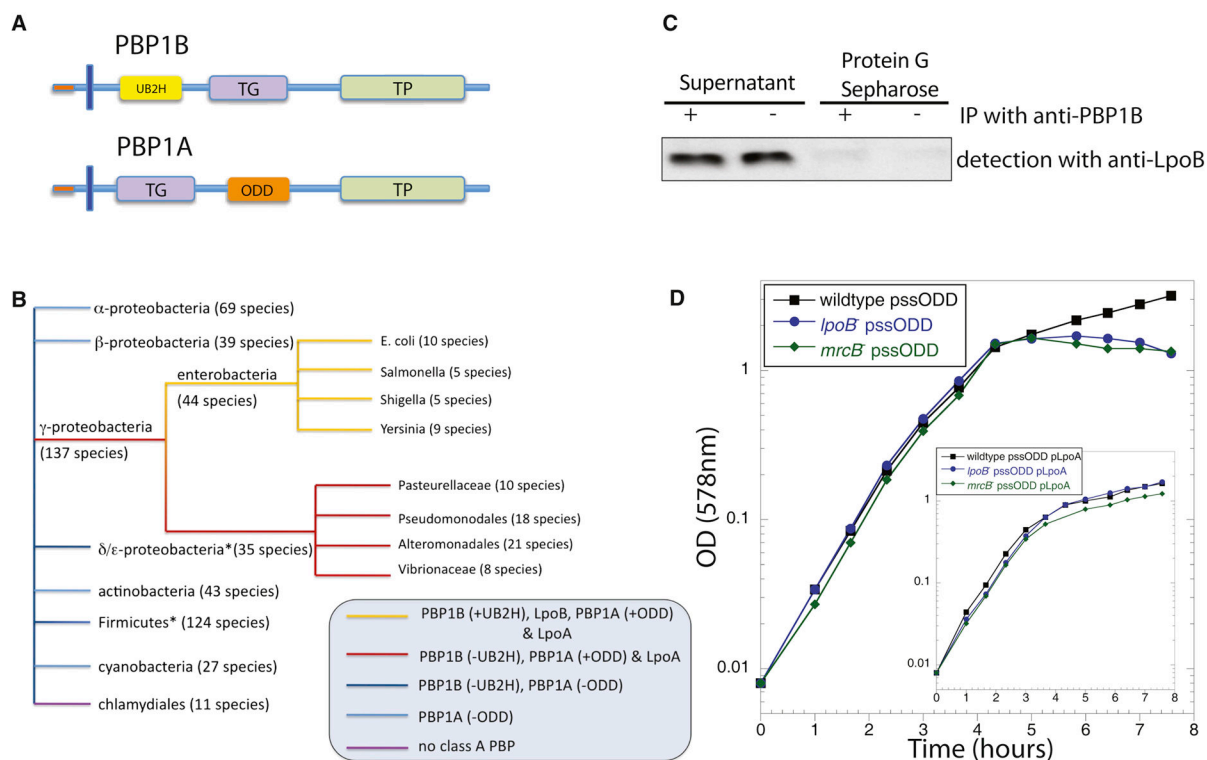 A
PBP1B
UB2H
TG
TP
PBP1A
TG
ODD
TP
B
α-proteobacteria (69 species)
β-proteobacteria (39 species)
γ-proteobacteria
(137 species)
enterobacteria
(44 species)
E. coli (10 species)
Salmonella (5 species)
Shigella (5 species)
Yersinia (9 species)
Pasteurellaceae (10 species)
Pseudomonodales (18 species)
Alteromonadales (21 species)
Vibrionaceae (8 species)
δ/ε-proteobacteria* (35 species)
actinobacteria (43 species)
Firmicutes* (124 species)
cyanobacteria (27 species)
chlamydiales (11 species)
PBP1B (+UB2H), LpoB, PBP1A (+ODD)
& LpoA
PBP1B (-UB2H), PBP1A (+ODD) & LpoA
PBP1B (-UB2H), PBP1A (-ODD)
PBP1A (-ODD)
no class A PBP
C
Supernatant
Protein G
Sepharose
+ - + - IP with anti-PBP1B
detection with anti-LpoB
D
wildtype pssODD
lpoB- pssODD
mrcB- pssODD
OD (578nm)
1
0.1
0.01
0 1 2 3 4 5 6 7 8
Time (hours)
wildtype pssODD pLpoA
lpoB- pssODD pLpoA
mrcB- pssODD pLpoA
1
0.1
0.01
0 1 2 3 4 5 6 7 8